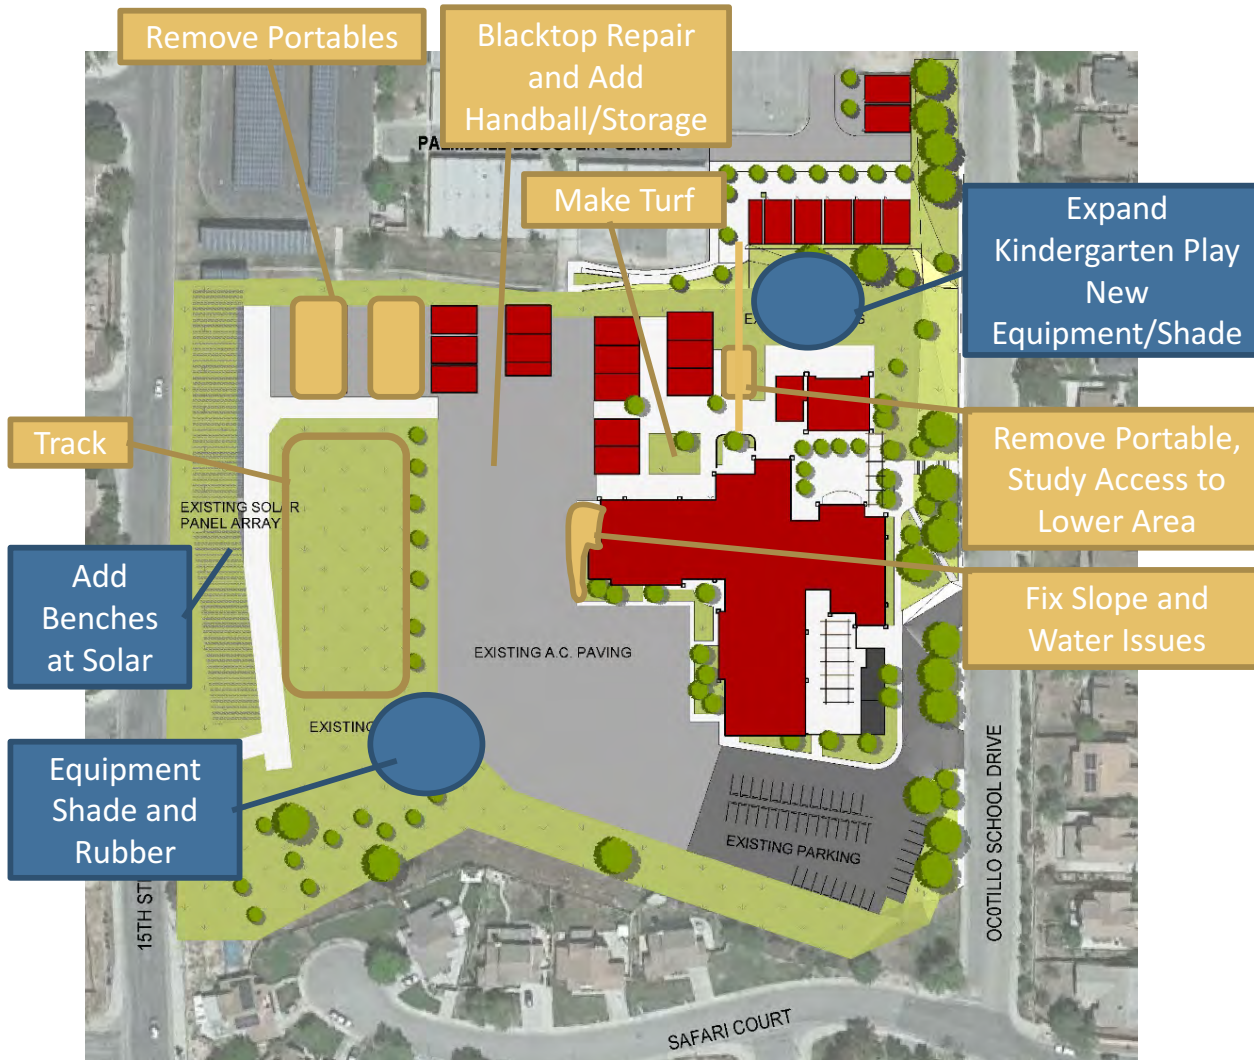 Remove Portables
Blacktop Repair
and Add
Handball/Storage
Make Turf
Expand
Kindergarten Play
New
Equipment/Shade
Track
EXISTING SOLAR
PANEL ARRAY
Remove Portable,
Study Access to
Lower Area
Add
Benches
at Solar
Fix Slope and
Water Issues
EXISTING A.C. PAVING
EXISTING
Equipment
Shade and
Rubber
EXISTING PARKING
15TH
OCOTILLO SCHOOL DRIVE
SAFARI COURT